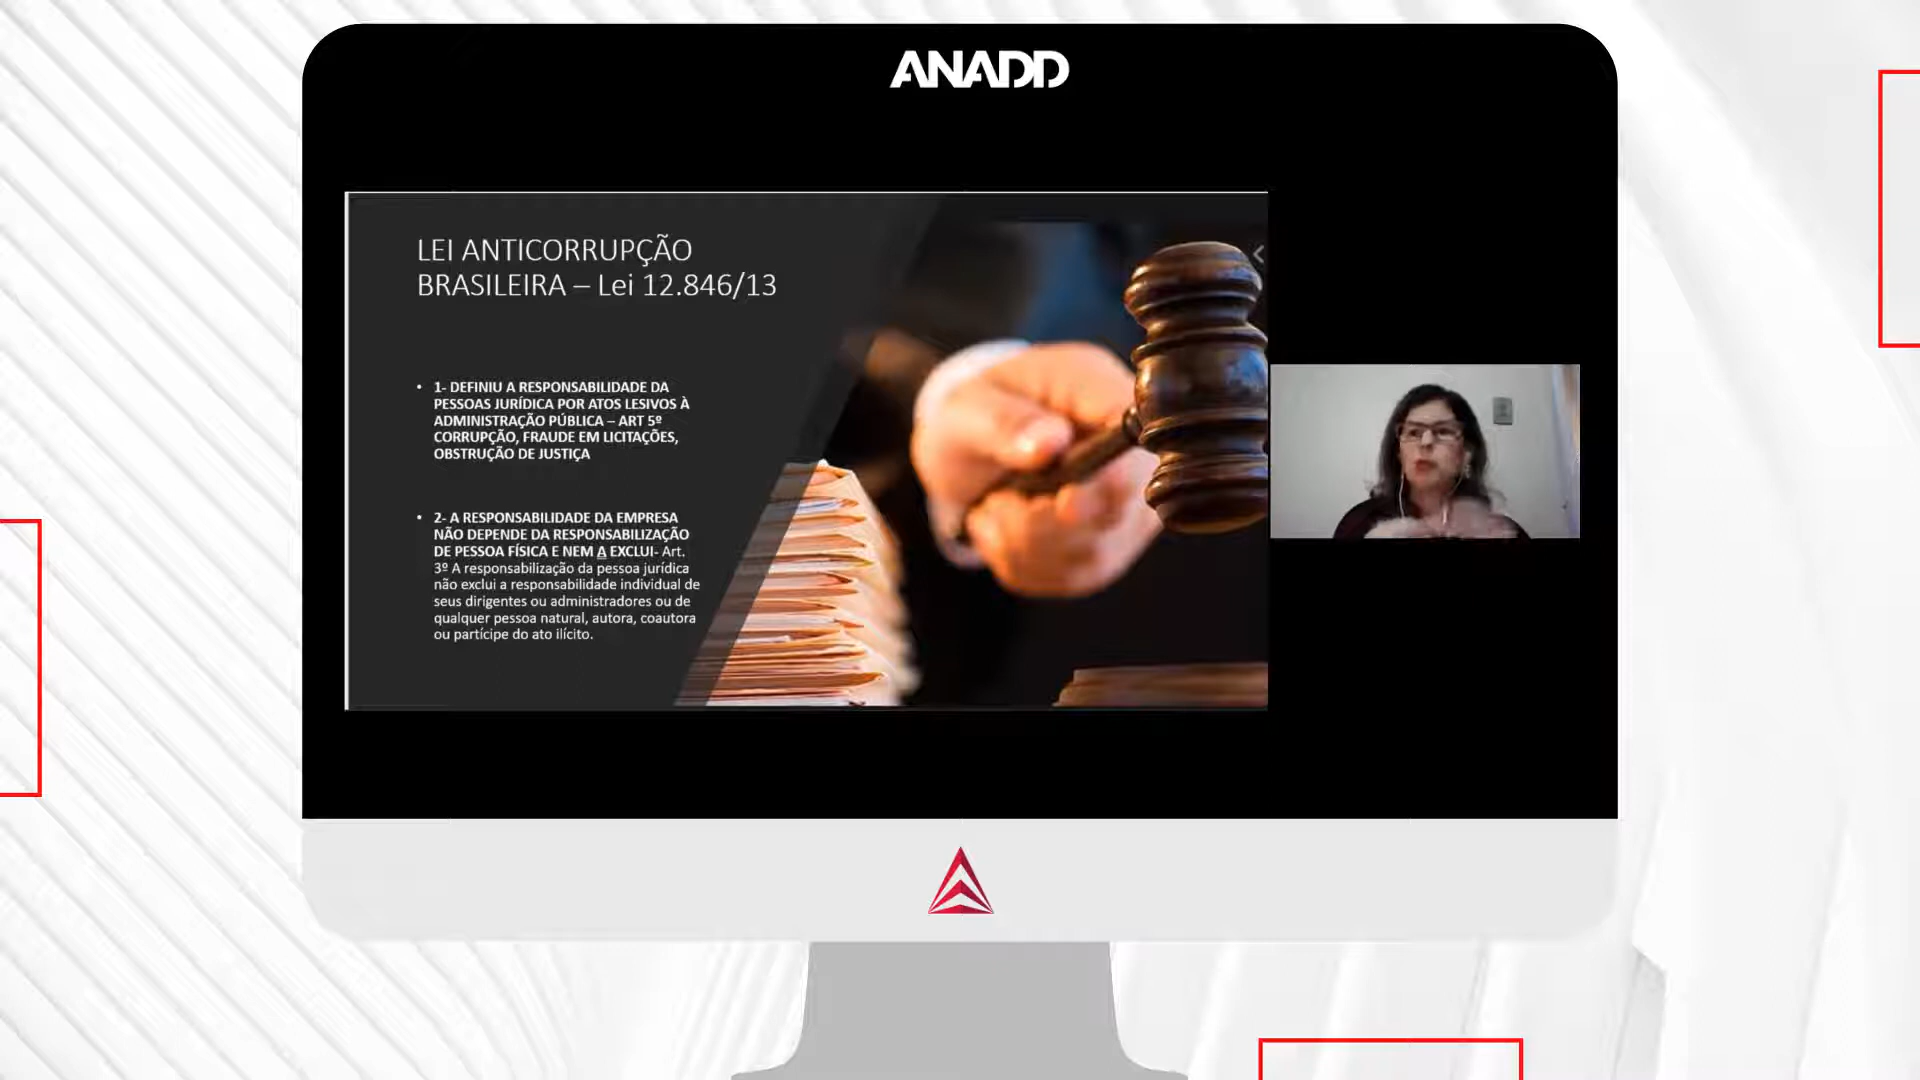 ANADD
LEI ANTICORRUPÇÃO
BRASILEIRA – Lei 12.846/13
• 1- DEFINIU A RESPONSABILIDADE DA
PESSOAS JURÍDICA POR ATOS LESIVOS À
ADMINISTRAÇÃO PÚBLICA – ART 5º
CORRUPÇÃO, FRAUDE EM LICITAÇÕES,
OBSTRUÇÃO DE JUSTIÇA
• 2- A RESPONSABILIDADE DA EMPRESA
NÃO DEPENDE DA RESPONSABILIZAÇÃO
DE PESSOA FÍSICA E NEM A EXCLUI- Art.
3º A responsabilização da pessoa jurídica
não exclui a responsabilidade individual de
seus dirigentes ou administradores ou de
qualquer pessoa natural, autora, coautora
ou partícipe do ato ilícito.